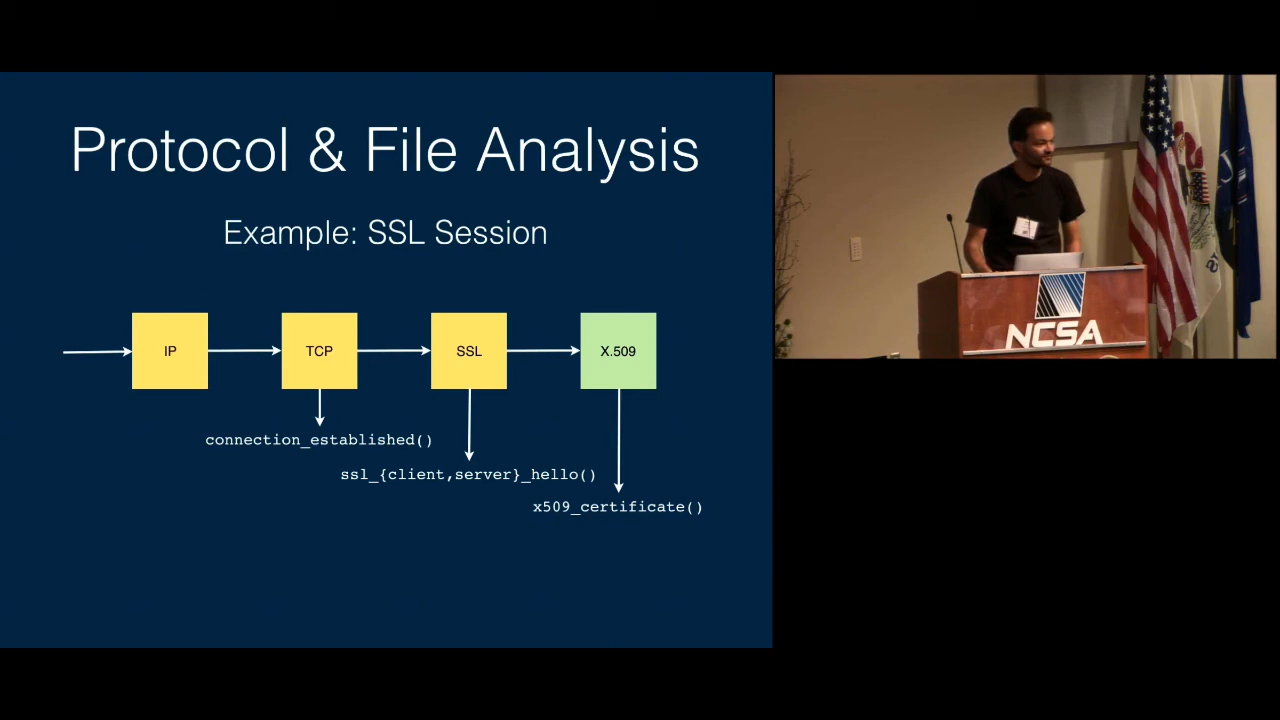 Protocol & File Analysis
Example: SSL Session
IP
TCP
SSL
X.509
connection_established()
ssl_{client,server}_hello()
x509_certificate()
NCSA